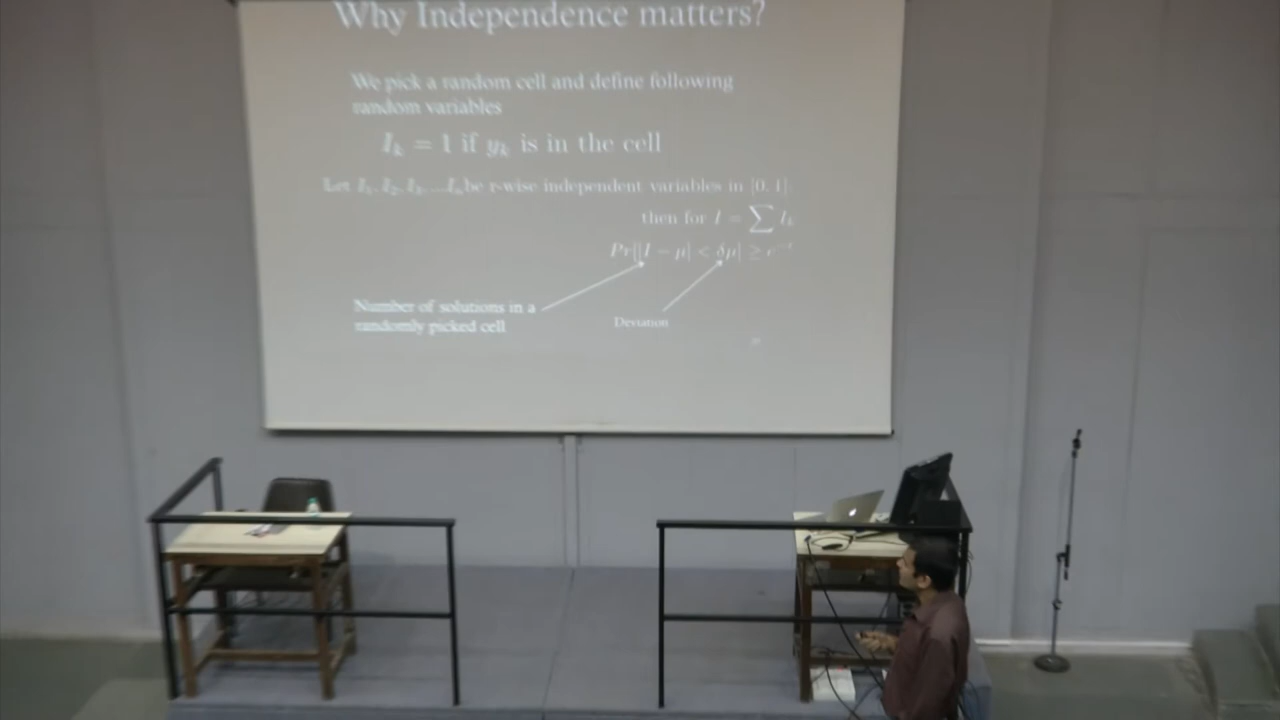 Why Independence matters?
We pick a random cell and define following
random variables
I_k = 1 if y_k is in the cell
Let I_1, I_2, I_3, ....I_n be r-wise independent variables in [0, 1]
then for I = ∑ I_k
Pr[|I − μ| < δμ] ≥
Number of solutions in a
randomly picked cell
Deviation